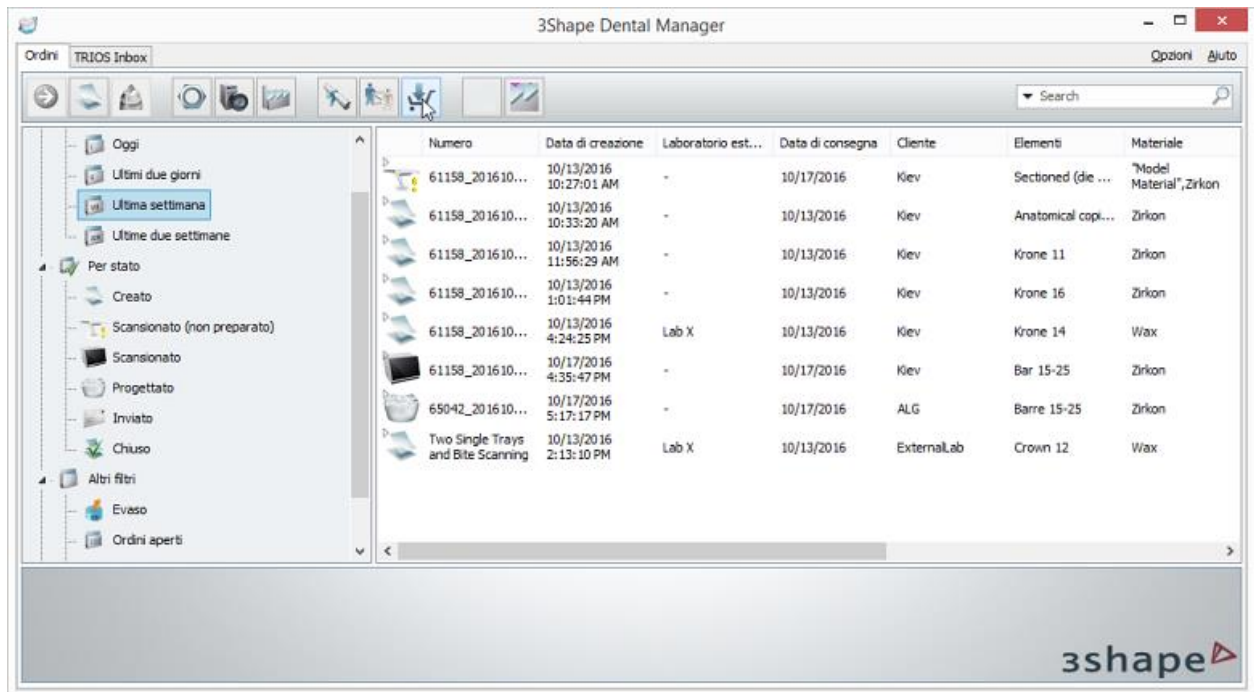 3Shape Dental Manager
Ordini TRIOS Inbox Opzioni Ajuto
Search
Oggi
Ultimi due giorni
Ultima settimana
Ultime due settimane
Per stato
Creato
Scansionato (non preparato)
Scansionato
Progettato
Inviato
Chiuso
Altri filtri
Evaso
Ordini aperti
Numero Data di creazione Laboratorio est... Data di consegna Cliente Elementi Materiale
61158_201610... 10/13/2016 10:27:01 AM - 10/17/2016 Kiev Sectioned (die ... "Model Material",Zirkon
61158_201610... 10/13/2016 10:33:20 AM - 10/13/2016 Kiev Anatomical copi... Zirkon
61158_201610... 10/13/2016 11:56:29 AM - 10/13/2016 Kiev Krone 11 Zirkon
61158_201610... 10/13/2016 1:01:44 PM - 10/13/2016 Kiev Krone 16 Zirkon
61158_201610... 10/13/2016 4:24:25 PM Lab X 10/13/2016 Kiev Krone 14 Wax
61158_201610... 10/17/2016 4:35:47 PM - 10/17/2016 Kiev Bar 15-25 Zirkon
65042_201610... 10/17/2016 5:17:17 PM - 10/17/2016 ALG Barre 15-25 Zirkon
Two Single Trays and Bite Scanning 10/13/2016 2:13:10 PM Lab X 10/13/2016 ExternalLab Crown 12 Wax
3shape